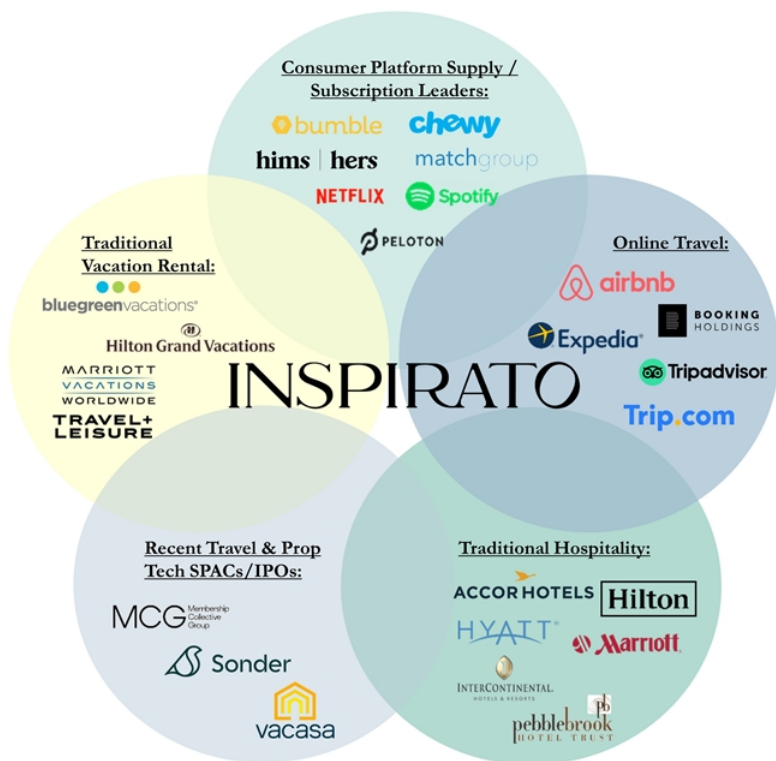 Consumer Platform Supply /
Subscription Leaders:
bumble
chewy
hims | hers
matchgroup
NETFLIX
Spotify
PELOTON
Traditional
Vacation Rental:
bluegreenvacations®
Hilton Grand Vacations
MARRIOTT
VACATIONS
WORLDWIDE
TRAVEL+
LEISURE
Online Travel:
airbnb
BOOKING
HOLDINGS
Expedia®
Tripadvisor
Trip.com
INSPIRATO
Recent Travel & Prop
Tech SPACs/IPOs:
MCG Membership
Collective
Group
Sonder
vacasa
Traditional Hospitality:
ACCORHOTELS
Hilton
HYATT®
Marriott
INTERCONTINENTAL
HOTELS & RESORTS
pb
pebblebrook
HOTEL TRUST